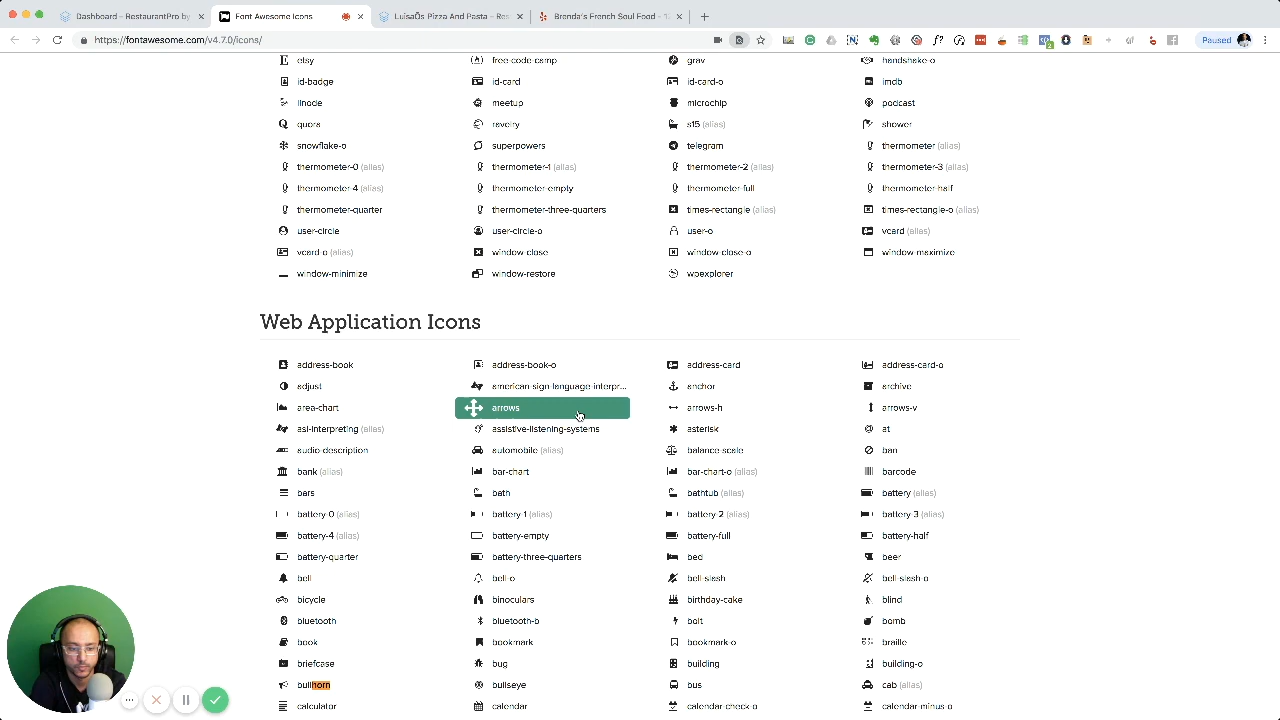 Dashboard - RestaurantPro by
Font Awesome Icons
LuisaÕs Pizza And Pasta - Res
Brenda's French Soul Food - 12
https://fontawesome.com/v4.7.0/icons/
Paused
etsy free-code-camp grav handshake-o
id-badge id-card id-card-o imdb
linode meetup microchip podcast
quora ravelry s15 (alias) shower
snowflake-o superpowers telegram thermometer (alias)
thermometer-0 (alias) thermometer-1 (alias) thermometer-2 (alias) thermometer-3 (alias)
thermometer-4 (alias) thermometer-empty thermometer-full thermometer-half
thermometer-quarter thermometer-three-quarters times-rectangle (alias) times-rectangle-o (alias)
user-circle user-circle-o user-o vcard (alias)
vcard-o (alias) window-close window-close-o window-maximize
window-minimize window-restore wpexplorer
Web Application Icons
address-book address-book-o address-card address-card-o
adjust american-sign-language-interpr... anchor archive
area-chart arrows arrows-h arrows-v
asl-interpreting (alias) assistive-listening-systems asterisk at
audio-description automobile (alias) balance-scale ban
bank (alias) bar-chart bar-chart-o (alias) barcode
bars bath bathtub (alias) battery (alias)
battery-0 (alias) battery-1 (alias) battery-2 (alias) battery-3 (alias)
battery-4 (alias) battery-empty battery-full battery-half
battery-quarter battery-three-quarters bed beer
bell bell-o bell-slash bell-slash-o
bicycle binoculars birthday-cake blind
bluetooth bluetooth-b bolt bomb
book bookmark bookmark-o braille
briefcase bug building building-o
bullhorn bullseye bus cab (alias)
calculator calendar calendar-check-o calendar-minus-o